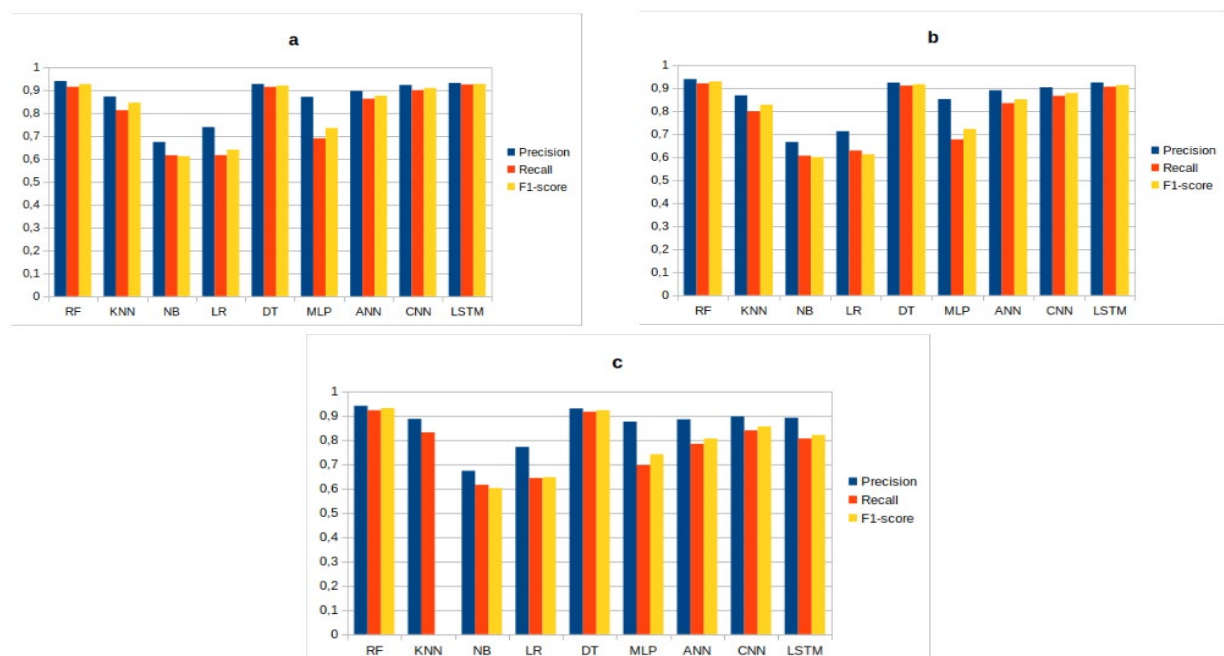 a
1
0,9
0,8
0,7
0,6
0,5
0,4
0,3
0,2
0,1
0
RF KNN NB LR DT MLP ANN CNN LSTM
Precision
Recall
F1-score
b
1
0,9
0,8
0,7
0,6
0,5
0,4
0,3
0,2
0,1
0
RF KNN NB LR DT MLP ANN CNN LSTM
Precision
Recall
F1-score
c
1
0,9
0,8
0,7
0,6
0,5
0,4
0,3
0,2
0,1
0
RF KNN NB LR DT MLP ANN CNN LSTM
Precision
Recall
F1-score